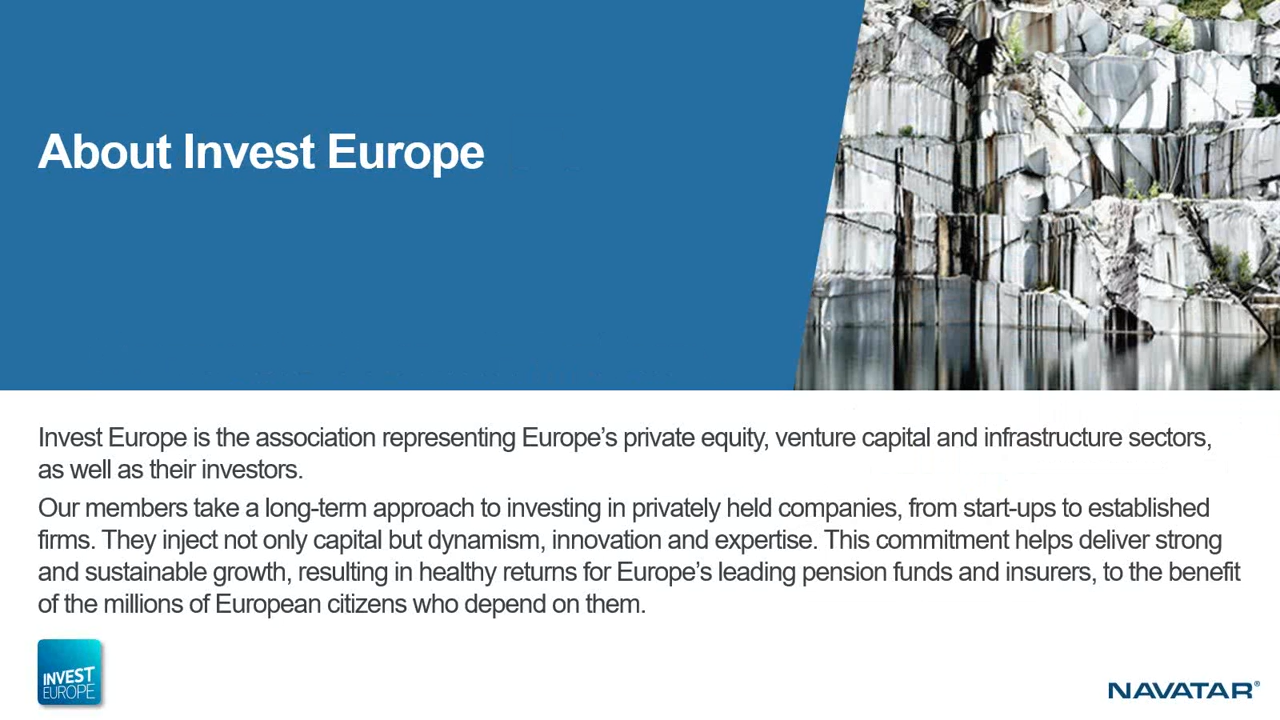 About Invest Europe
Invest Europe is the association representing Europe’s private equity, venture capital and infrastructure sectors,
as well as their investors.
Our members take a long-term approach to investing in privately held companies, from start-ups to established
firms. They inject not only capital but dynamism, innovation and expertise. This commitment helps deliver strong
and sustainable growth, resulting in healthy returns for Europe’s leading pension funds and insurers, to the benefit
of the millions of European citizens who depend on them.
INVEST
EUROPE
NAVATAR®